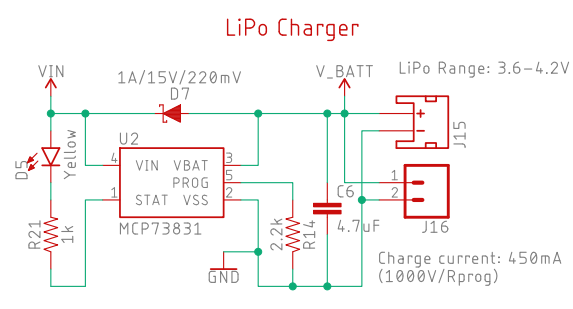 LiPo Charger
VIN
1A/15V/220mV
D7
V_BATT
LiPo Range: 3.6-4.2V
D5
Yellow
U2
4
VIN
VBAT
3
PROG
5
1
STAT
VSS
2
MCP73831
+
-
J15
1
2
J16
R21
1k
2.2k
R14
C6
4.7uF
GND
Charge current: 450mA
(1000V/Rprog)